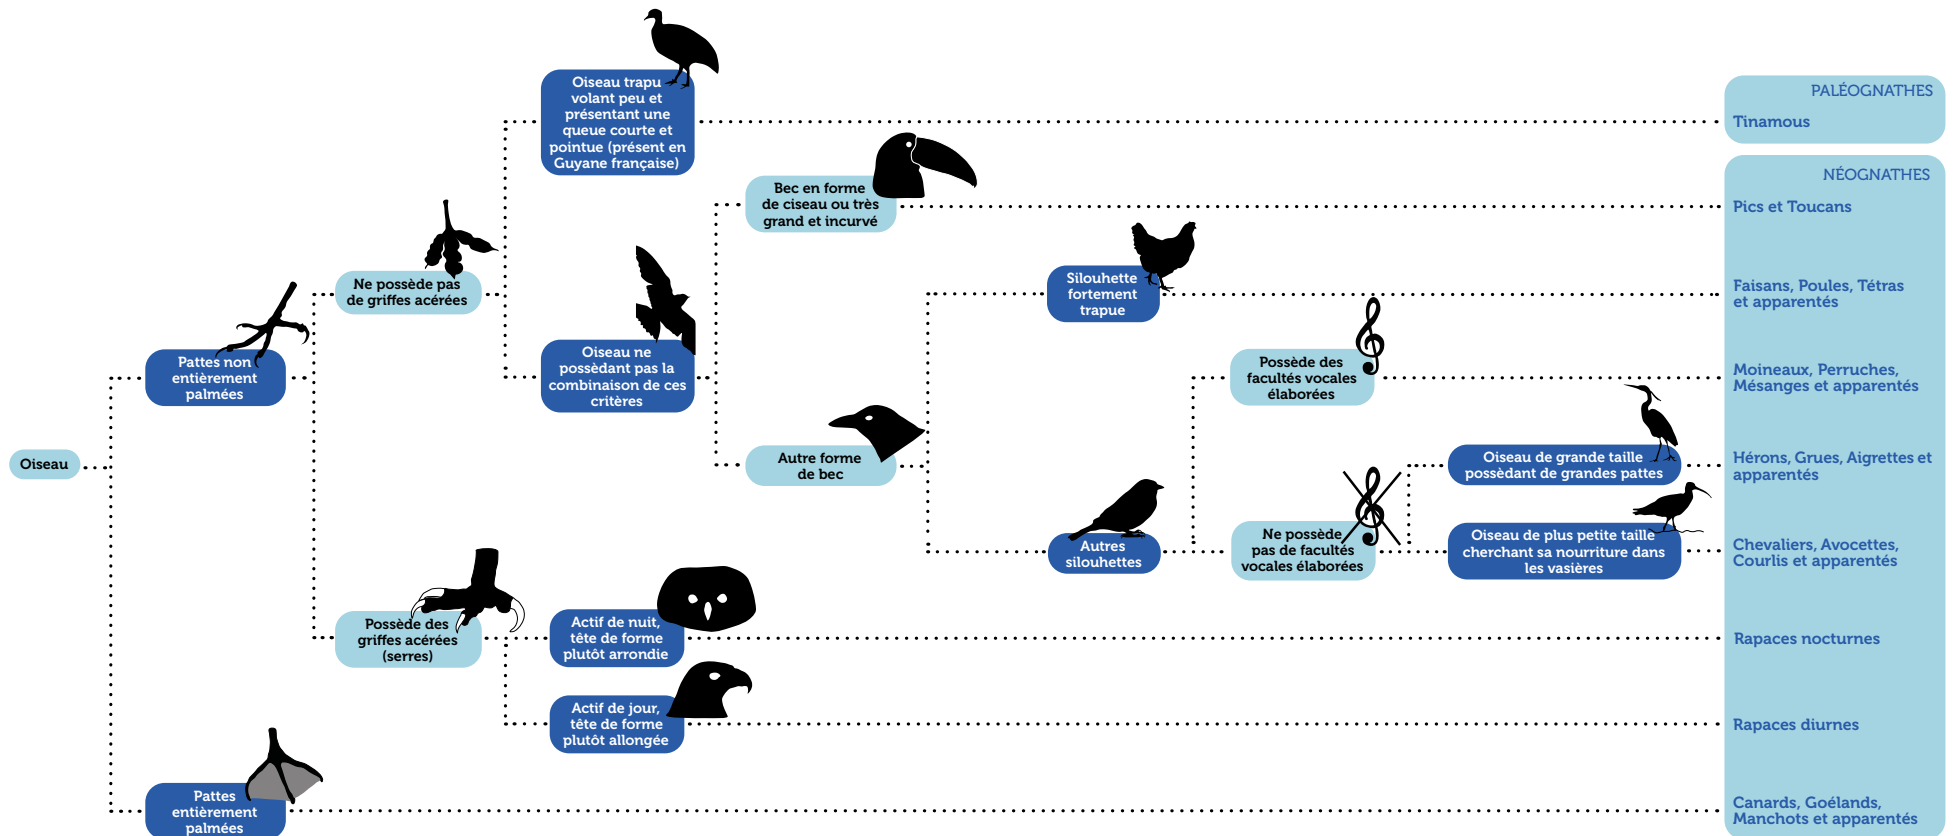 Oiseau
Pattes non
entièrement
palmées
Pattes
entièrement
palmées
Ne possède pas
de griffes acérées
Possède des
griffes acérées
(serres)
Oiseau trapu
volant peu et
présentant une
queue courte et
pointue (présent en
Guyane française)
Oiseau ne
possèdant pas la
combinaison de ces
critères
Actif de nuit,
tête de forme
plutôt arrondie
Actif de jour,
tête de forme
plutôt allongée
Bec en forme
de ciseau ou très
grand et incurvé
Autre forme
de bec
Silouhette
fortement
trapue
Autres
silouhettes
Possède des
facultés vocales
élaborées
Ne possède
pas de facultés
vocales élaborées
Oiseau de grande taille
possèdant de grandes pattes
Oiseau de plus petite taille
cherchant sa nourriture dans
les vasières
PALÉOGNATHES
Tinamous
NÉOGNATHES
Pics et Toucans
Faisans, Poules, Tétras
et apparentés
Moineaux, Perruches,
Mésanges et apparentés
Hérons, Grues, Aigrettes et
apparentés
Chevaliers, Avocettes,
Courlis et apparentés
Rapaces nocturnes
Rapaces diurnes
Canards, Goélands,
Manchots et apparentés